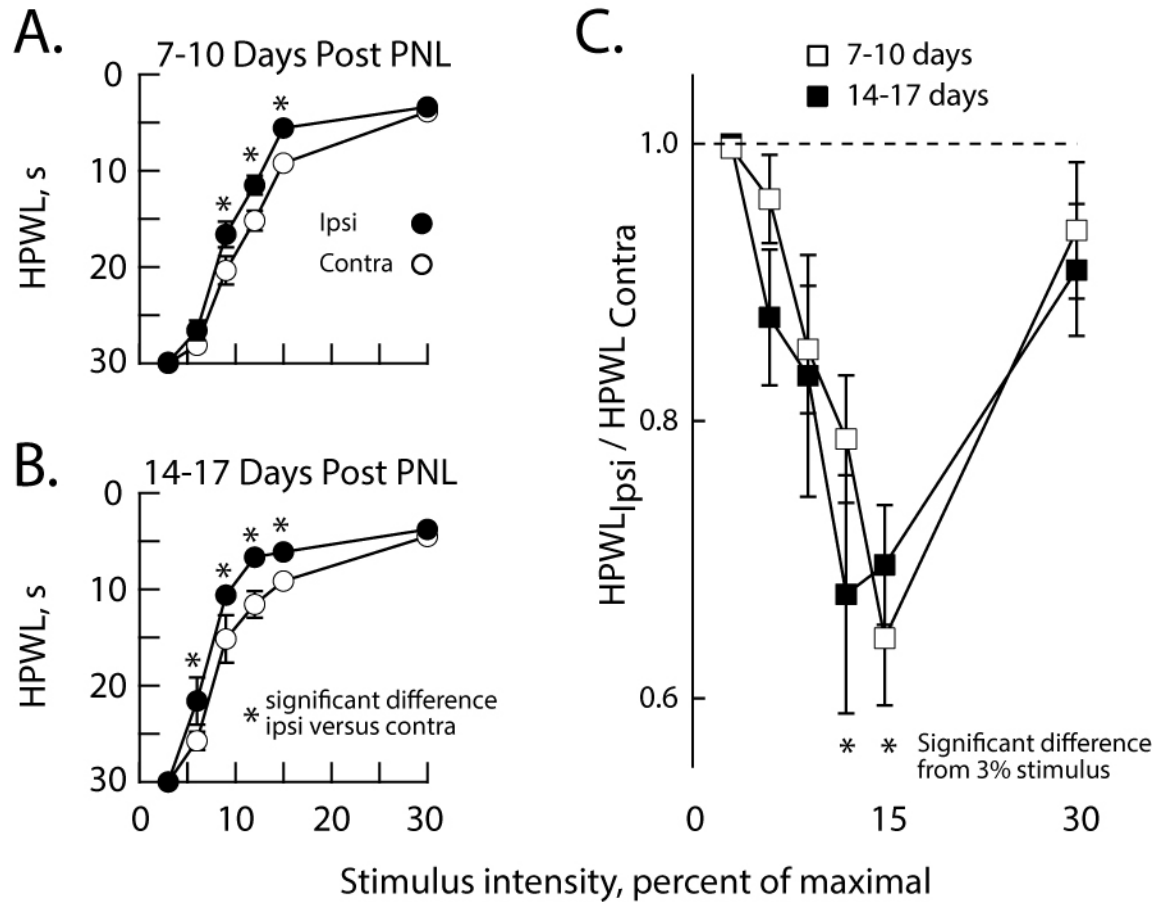 A.
7-10 Days Post PNL
0
10
20
30
HPWL, s
*
*
*
Ipsi
Contra
B.
14-17 Days Post PNL
0
10
20
30
HPWL, s
*
*
*
*
* significant difference
ipsi versus contra
0 10 20 30
C.
7-10 days
14-17 days
1.0
0.8
0.6
HPWLIpsi / HPWL Contra
* * Significant difference
from 3% stimulus
0 15 30
Stimulus intensity, percent of maximal